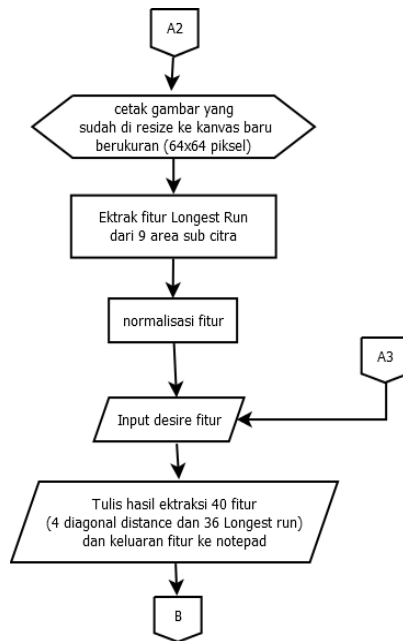 A2
cetak gambar yang
sudah di resize ke kanvas baru
berukuran (64x64 piksel)
Ektrak fitur Longest Run
dari 9 area sub citra
normalisasi fitur
A3
Input desire fitur
Tulis hasil ektraksi 40 fitur
(4 diagonal distance dan 36 Longest run)
dan keluaran fitur ke notepad
B